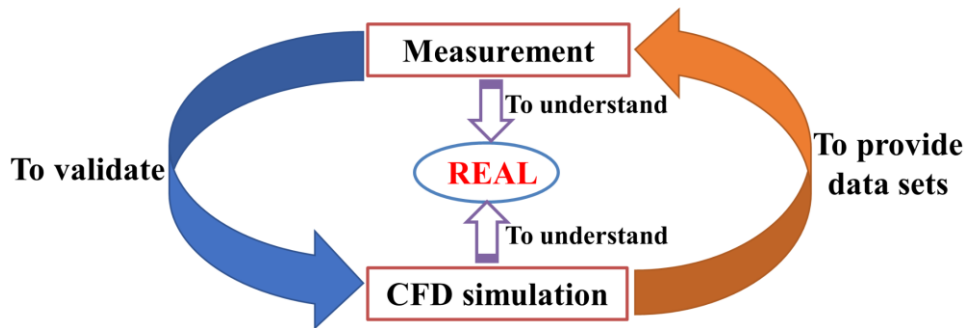 Measurement
To understand
To validate
REAL
To provide
data sets
To understand
CFD simulation